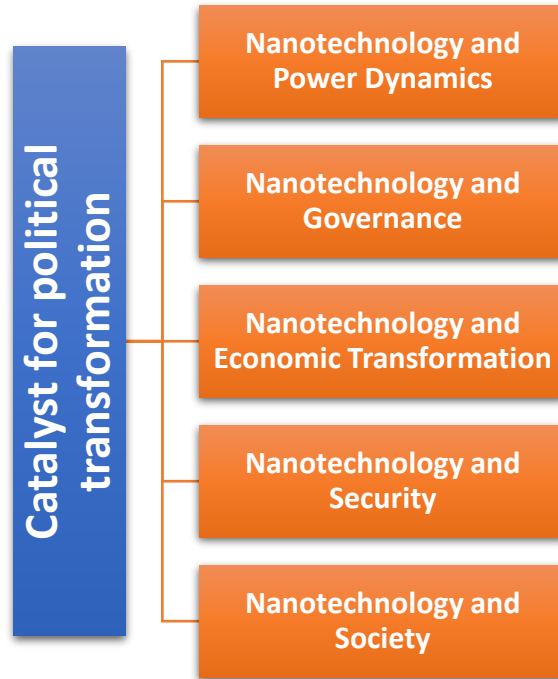 Catalyst for political
transformation
Nanotechnology and
Power Dynamics
Nanotechnology and
Governance
Nanotechnology and
Economic Transformation
Nanotechnology and
Security
Nanotechnology and
Society